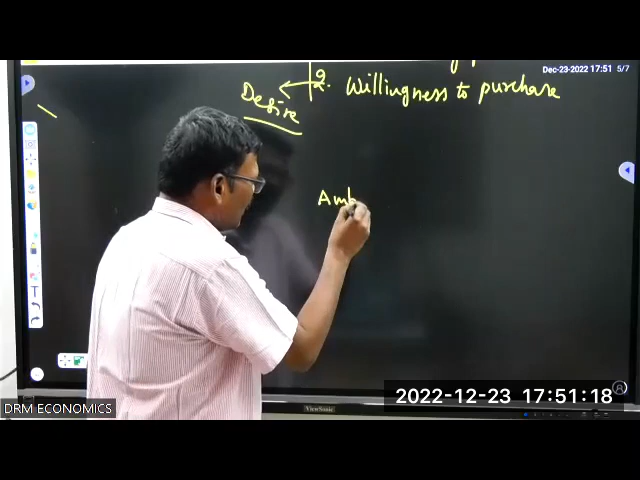 Dec-23-2022 17:51 5/7
2. Willingness to purchase
Desire
Amb
T
ViewSonic
2022-12-23 17:51:18
DRM ECONOMICS